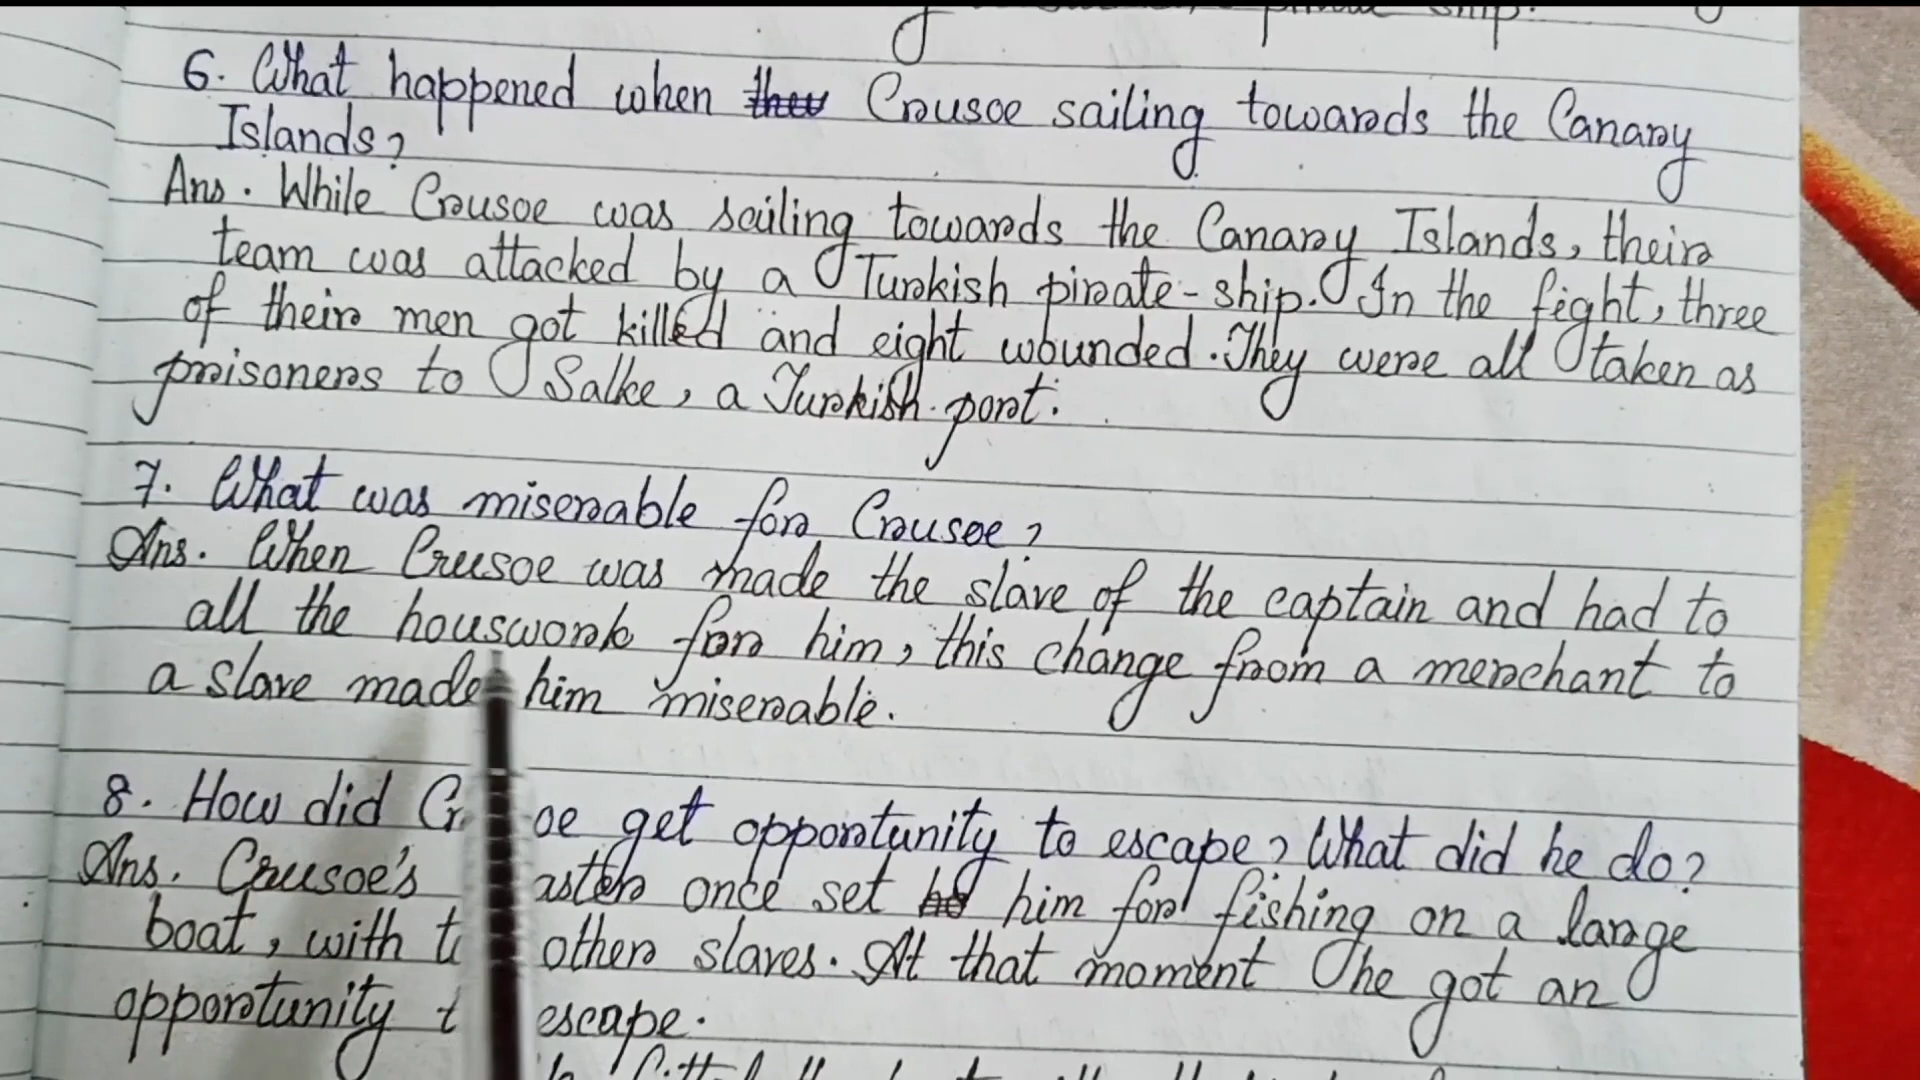 6. What happened when Crusoe sailing towards the Canary
Islands?
Ans. While Crusoe was sailing towards the Canary Islands, their
team was attacked by a Turkish pirate-ship. In the fight, three
of their men got killed and eight wounded. They were all taken as
prisoners to Salke, a Turkish port.
7. What was miserable for Crusoe?
Ans. When Crusoe was made the slave of the captain and had to
all the houswork for him, this change from a merchant to
a slave made him miserable.
8. How did get opportunity to escape? What did he do?
Ans. Crusoe's once set him for fishing on a large
boat, with other slaves. At that moment he got an
opportunity escape.